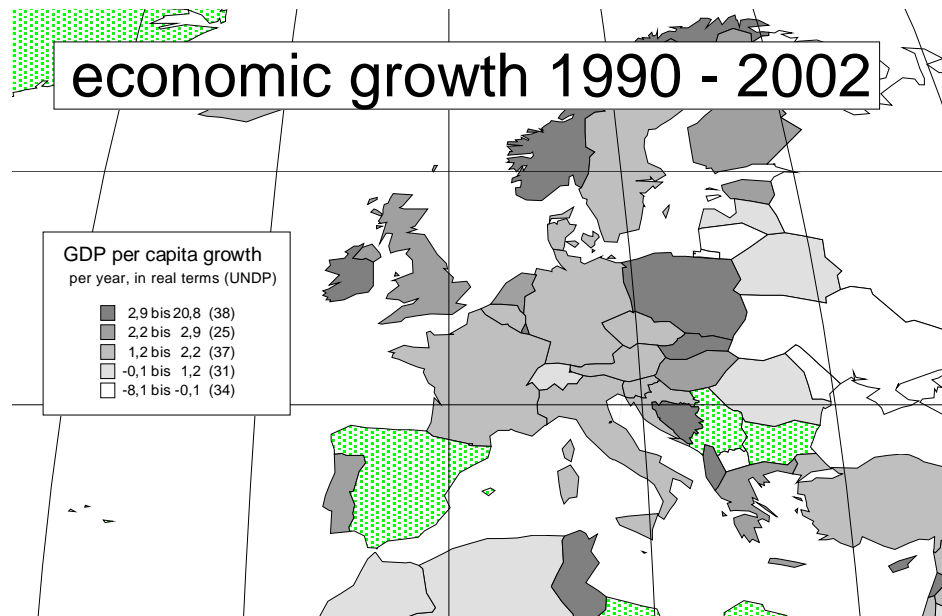 economic growth 1990 - 2002
GDP per capita growth
per year, in real terms (UNDP)
2,9 bis 20,8 (38)
2,2 bis 2,9 (25)
1,2 bis 2,2 (37)
-0,1 bis 1,2 (31)
-8,1 bis -0,1 (34)